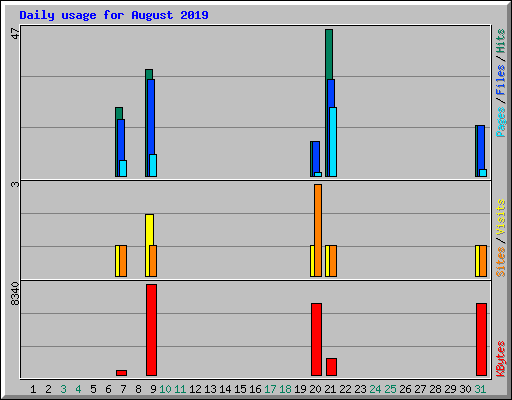 Daily usage for August 2019
47
Pages / Files / Hits
3
Sites / Visits
8340
KBytes
1 2 3 4 5 6 7 8 9 10 11 12 13 14 15 16 17 18 19 20 21 22 23 24 25 26 27 28 29 30 31